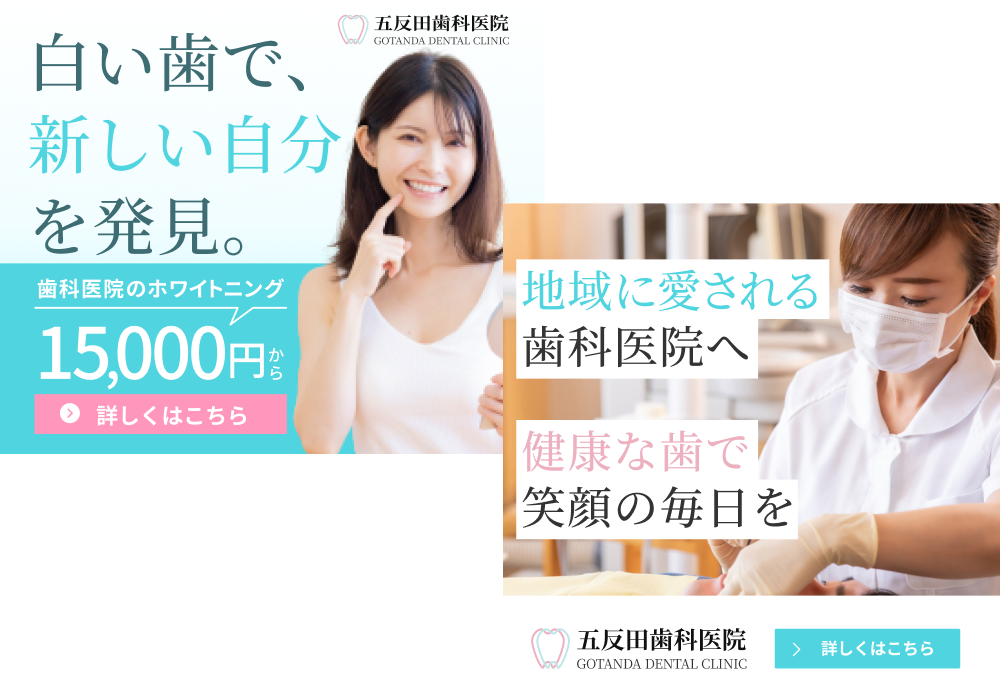 五反田歯科医院
GOTANDA DENTAL CLINIC
白い歯で、
新しい自分
を発見。
歯科医院のホワイトニング
15,000円から
詳しくはこちら
地域に愛される
歯科医院へ
健康な歯で
笑顔の毎日を
五反田歯科医院
GOTANDA DENTAL CLINIC
詳しくはこちら